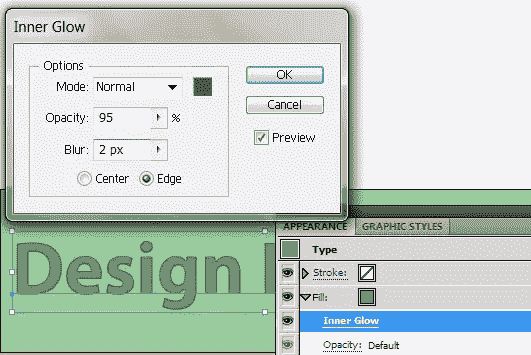 Inner Glow
Options
Mode: Normal
Opacity: 95 %
Blur: 2 px
Center Edge
OK
Cancel
Preview
Design
APPEARANCE GRAPHIC STYLES
Type
Stroke:
Fill:
Inner Glow
Opacity: Default